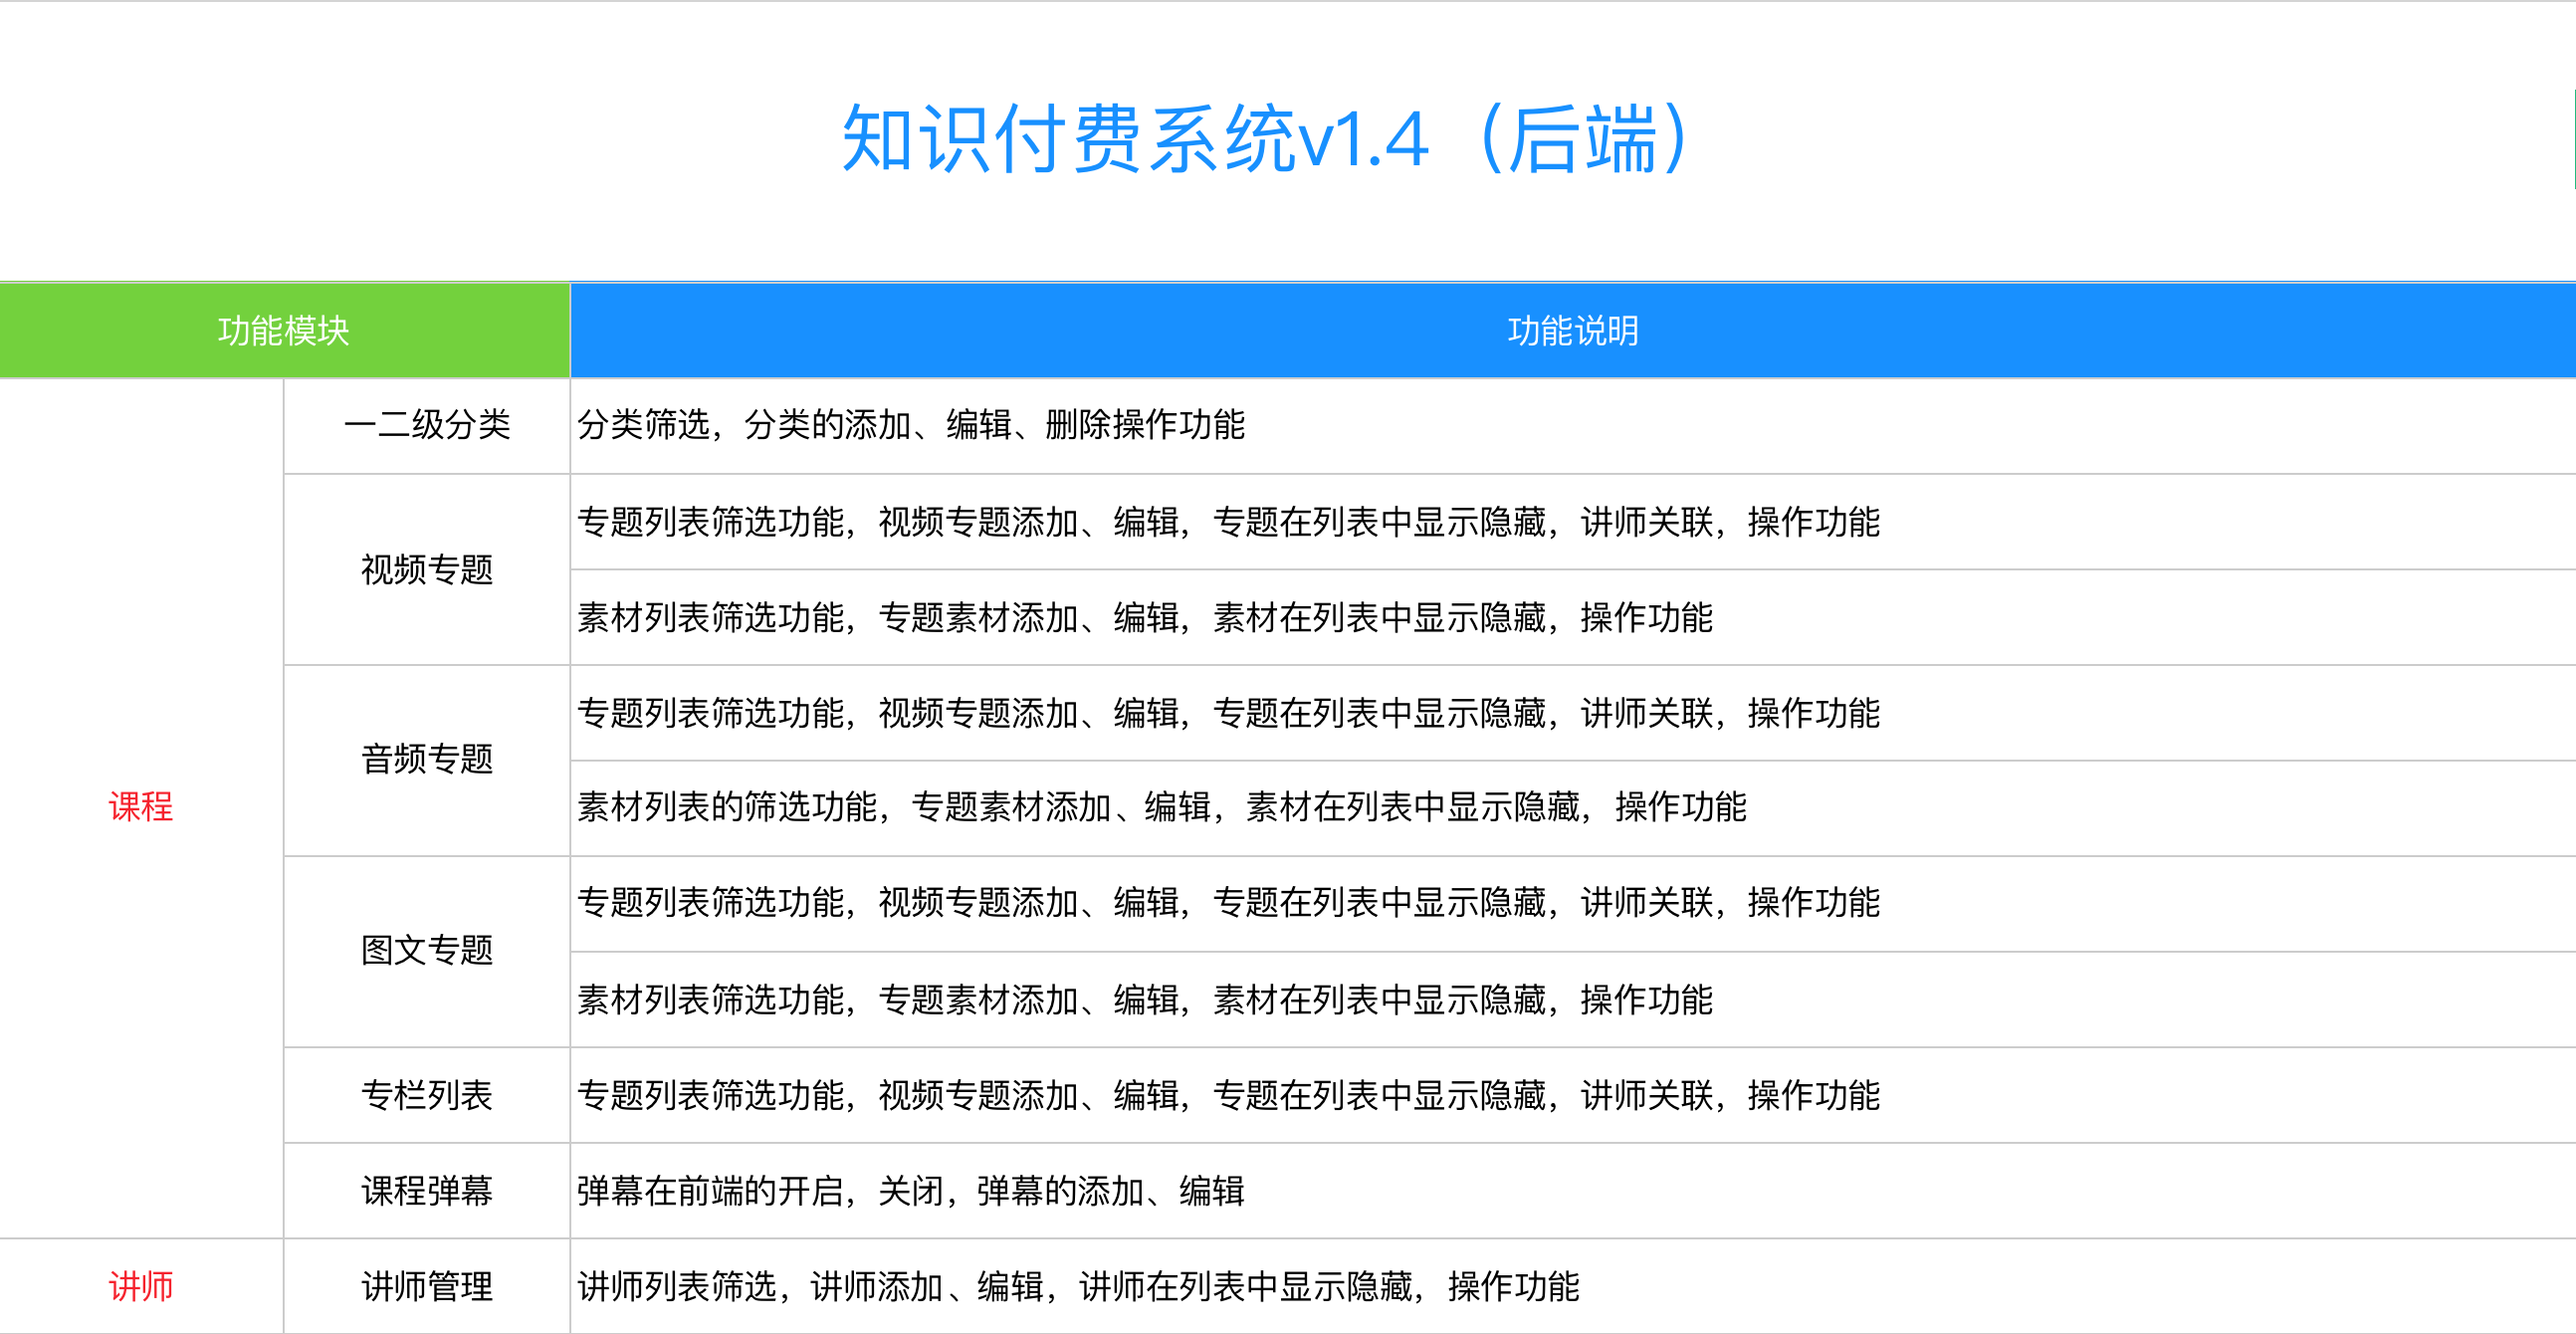 知识付费系统v1.4（后端）
功能模块
功能说明
课程
一二级分类
分类筛选，分类的添加、编辑、删除操作功能
视频专题
专题列表筛选功能，视频专题添加、编辑，专题在列表中显示隐藏，讲师关联，操作功能
素材列表筛选功能，专题素材添加、编辑，素材在列表中显示隐藏，操作功能
音频专题
专题列表筛选功能，视频专题添加、编辑，专题在列表中显示隐藏，讲师关联，操作功能
素材列表的筛选功能，专题素材添加、编辑，素材在列表中显示隐藏，操作功能
图文专题
专题列表筛选功能，视频专题添加、编辑，专题在列表中显示隐藏，讲师关联，操作功能
素材列表筛选功能，专题素材添加、编辑，素材在列表中显示隐藏，操作功能
专栏列表
专题列表筛选功能，视频专题添加、编辑，专题在列表中显示隐藏，讲师关联，操作功能
课程弹幕
弹幕在前端的开启，关闭，弹幕的添加、编辑
讲师
讲师管理
讲师列表筛选，讲师添加、编辑，讲师在列表中显示隐藏，操作功能